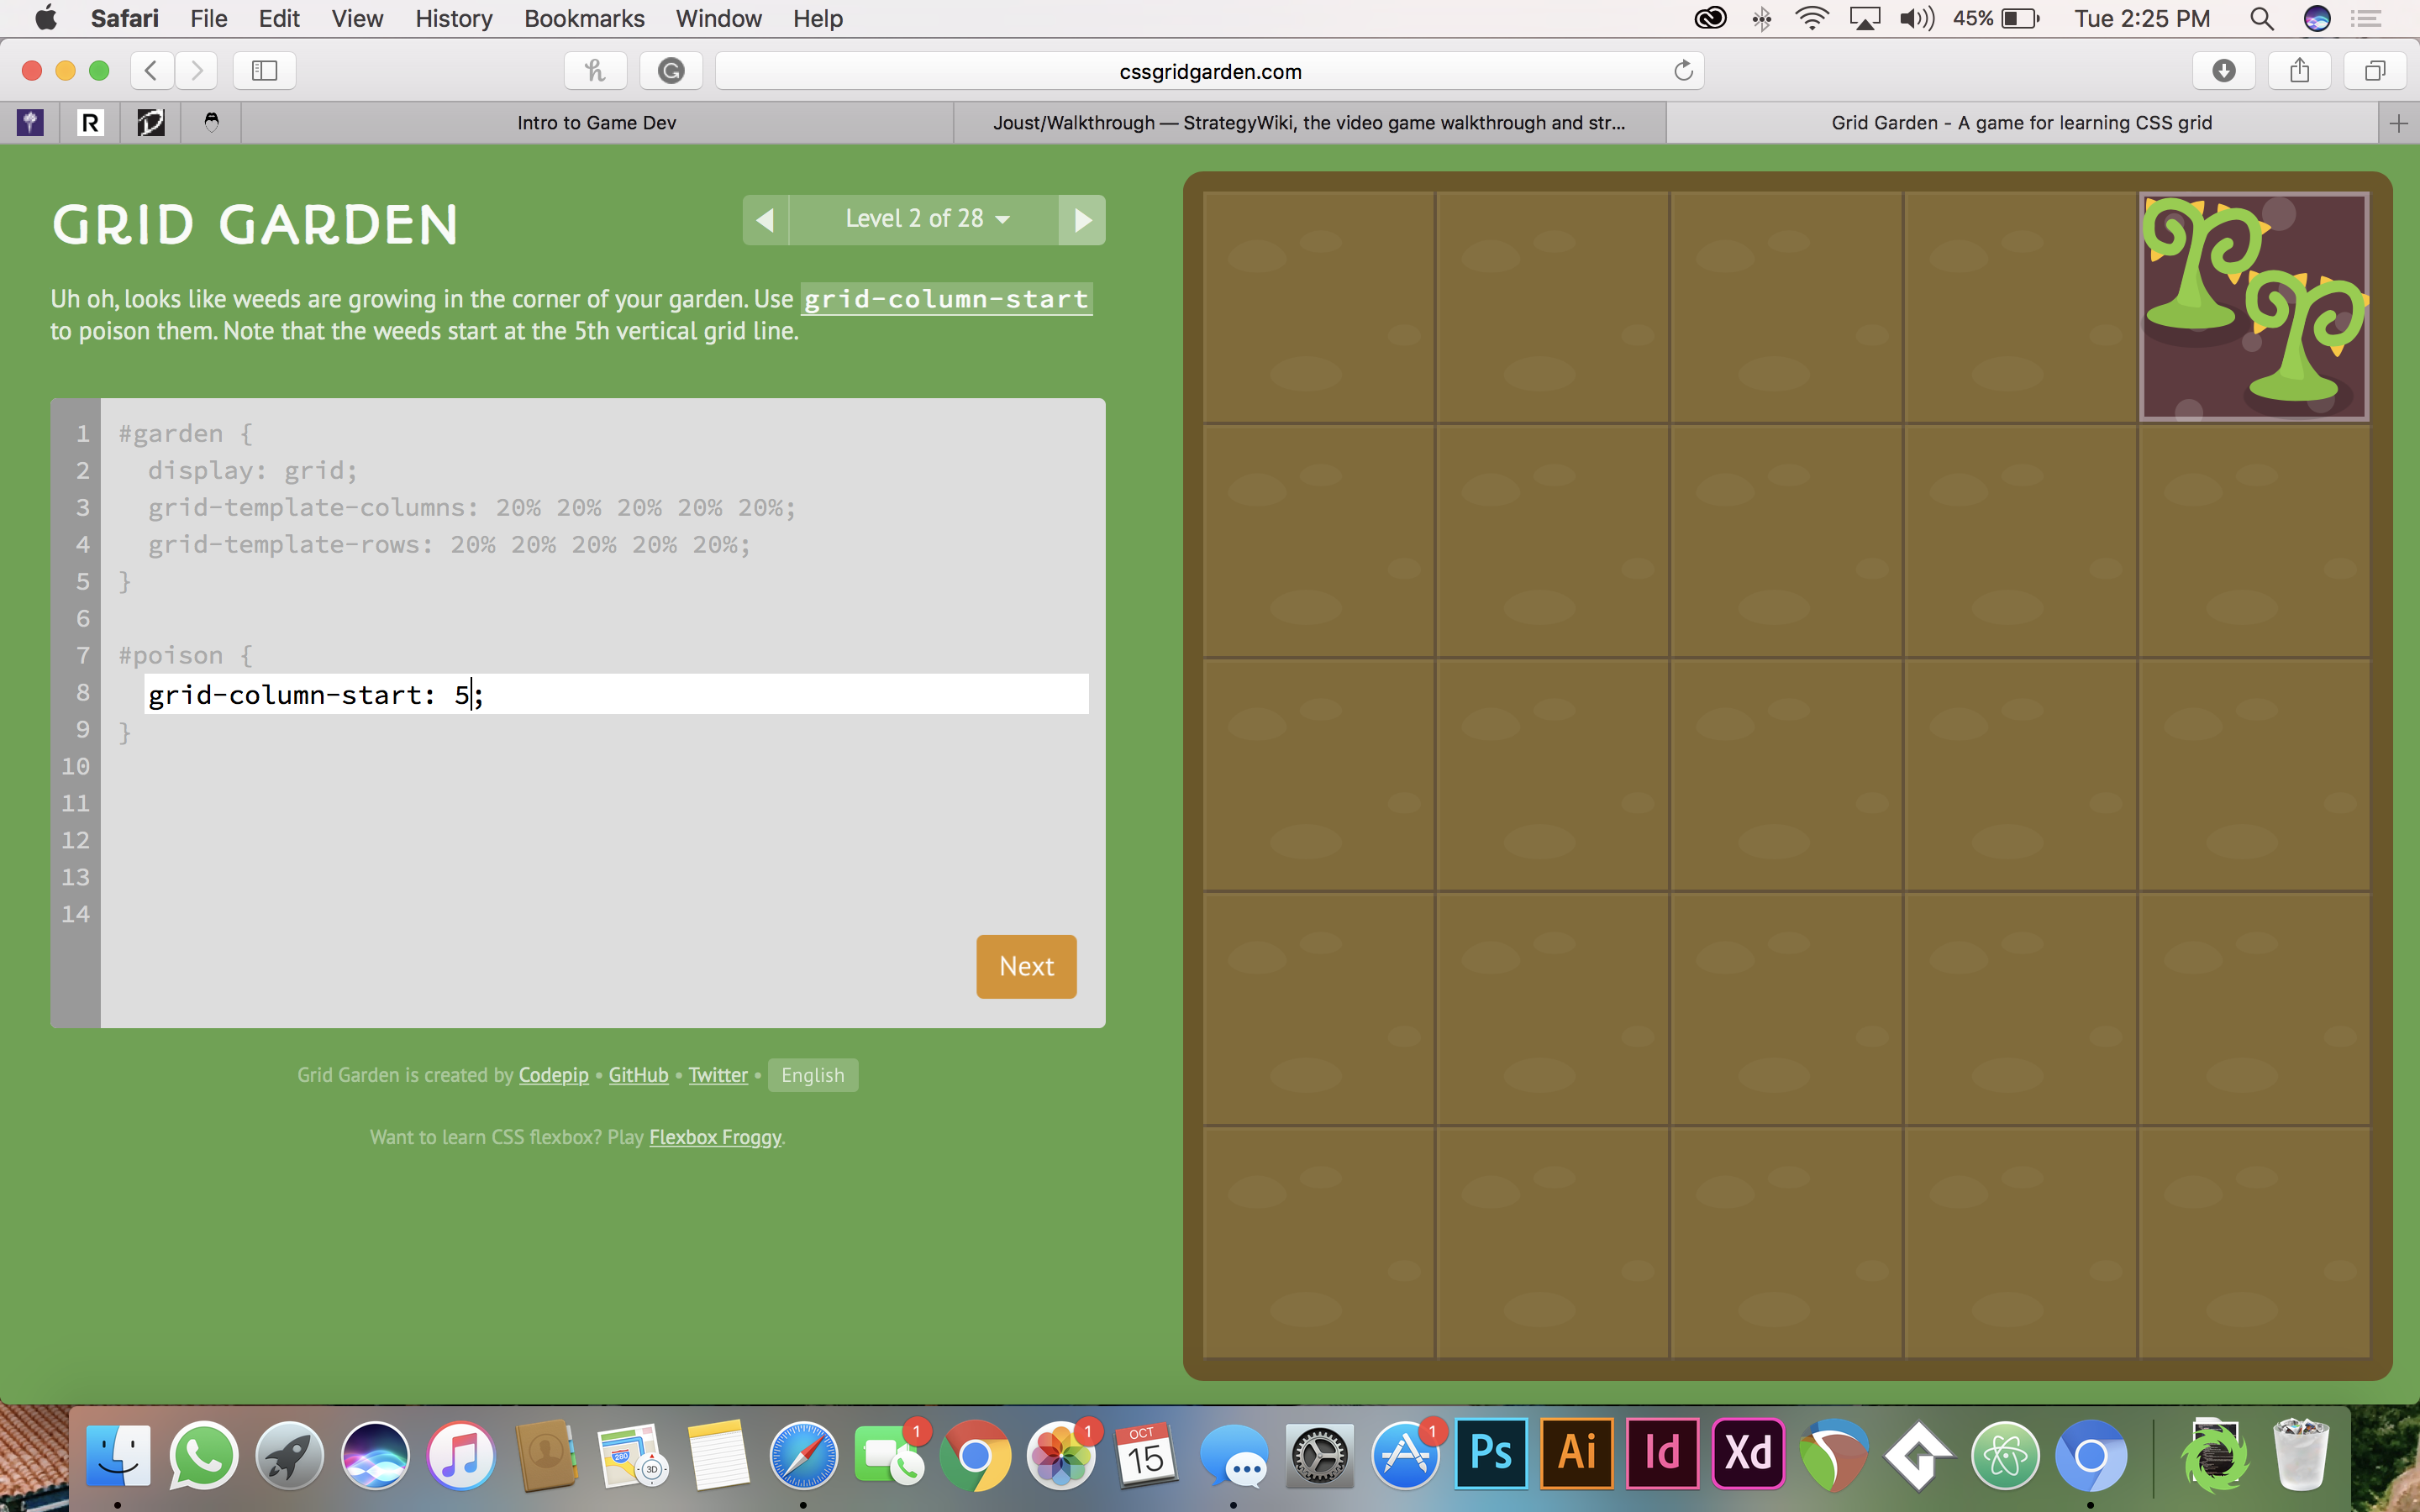 Safari File Edit View History Bookmarks Window Help 45% Tue 2:25 PM
cssgridgarden.com
R Intro to Game Dev Joust/Walkthrough — StrategyWiki, the video game walkthrough and str... Grid Garden - A game for learning CSS grid
GRID GARDEN
Level 2 of 28
Uh oh, looks like weeds are growing in the corner of your garden. Use grid-column-start
to poison them. Note that the weeds start at the 5th vertical grid line.
1 #garden {
2 display: grid;
3 grid-template-columns: 20% 20% 20% 20% 20%;
4 grid-template-rows: 20% 20% 20% 20% 20%;
5 }
6
7 #poison {
8 grid-column-start: 5;
9 }
10
11
12
13
14
Next
Grid Garden is created by Codepip • GitHub • Twitter • English
Want to learn CSS flexbox? Play Flexbox Froggy.
280 3D 1 1 OCT 15 1 Ps Ai Id Xd